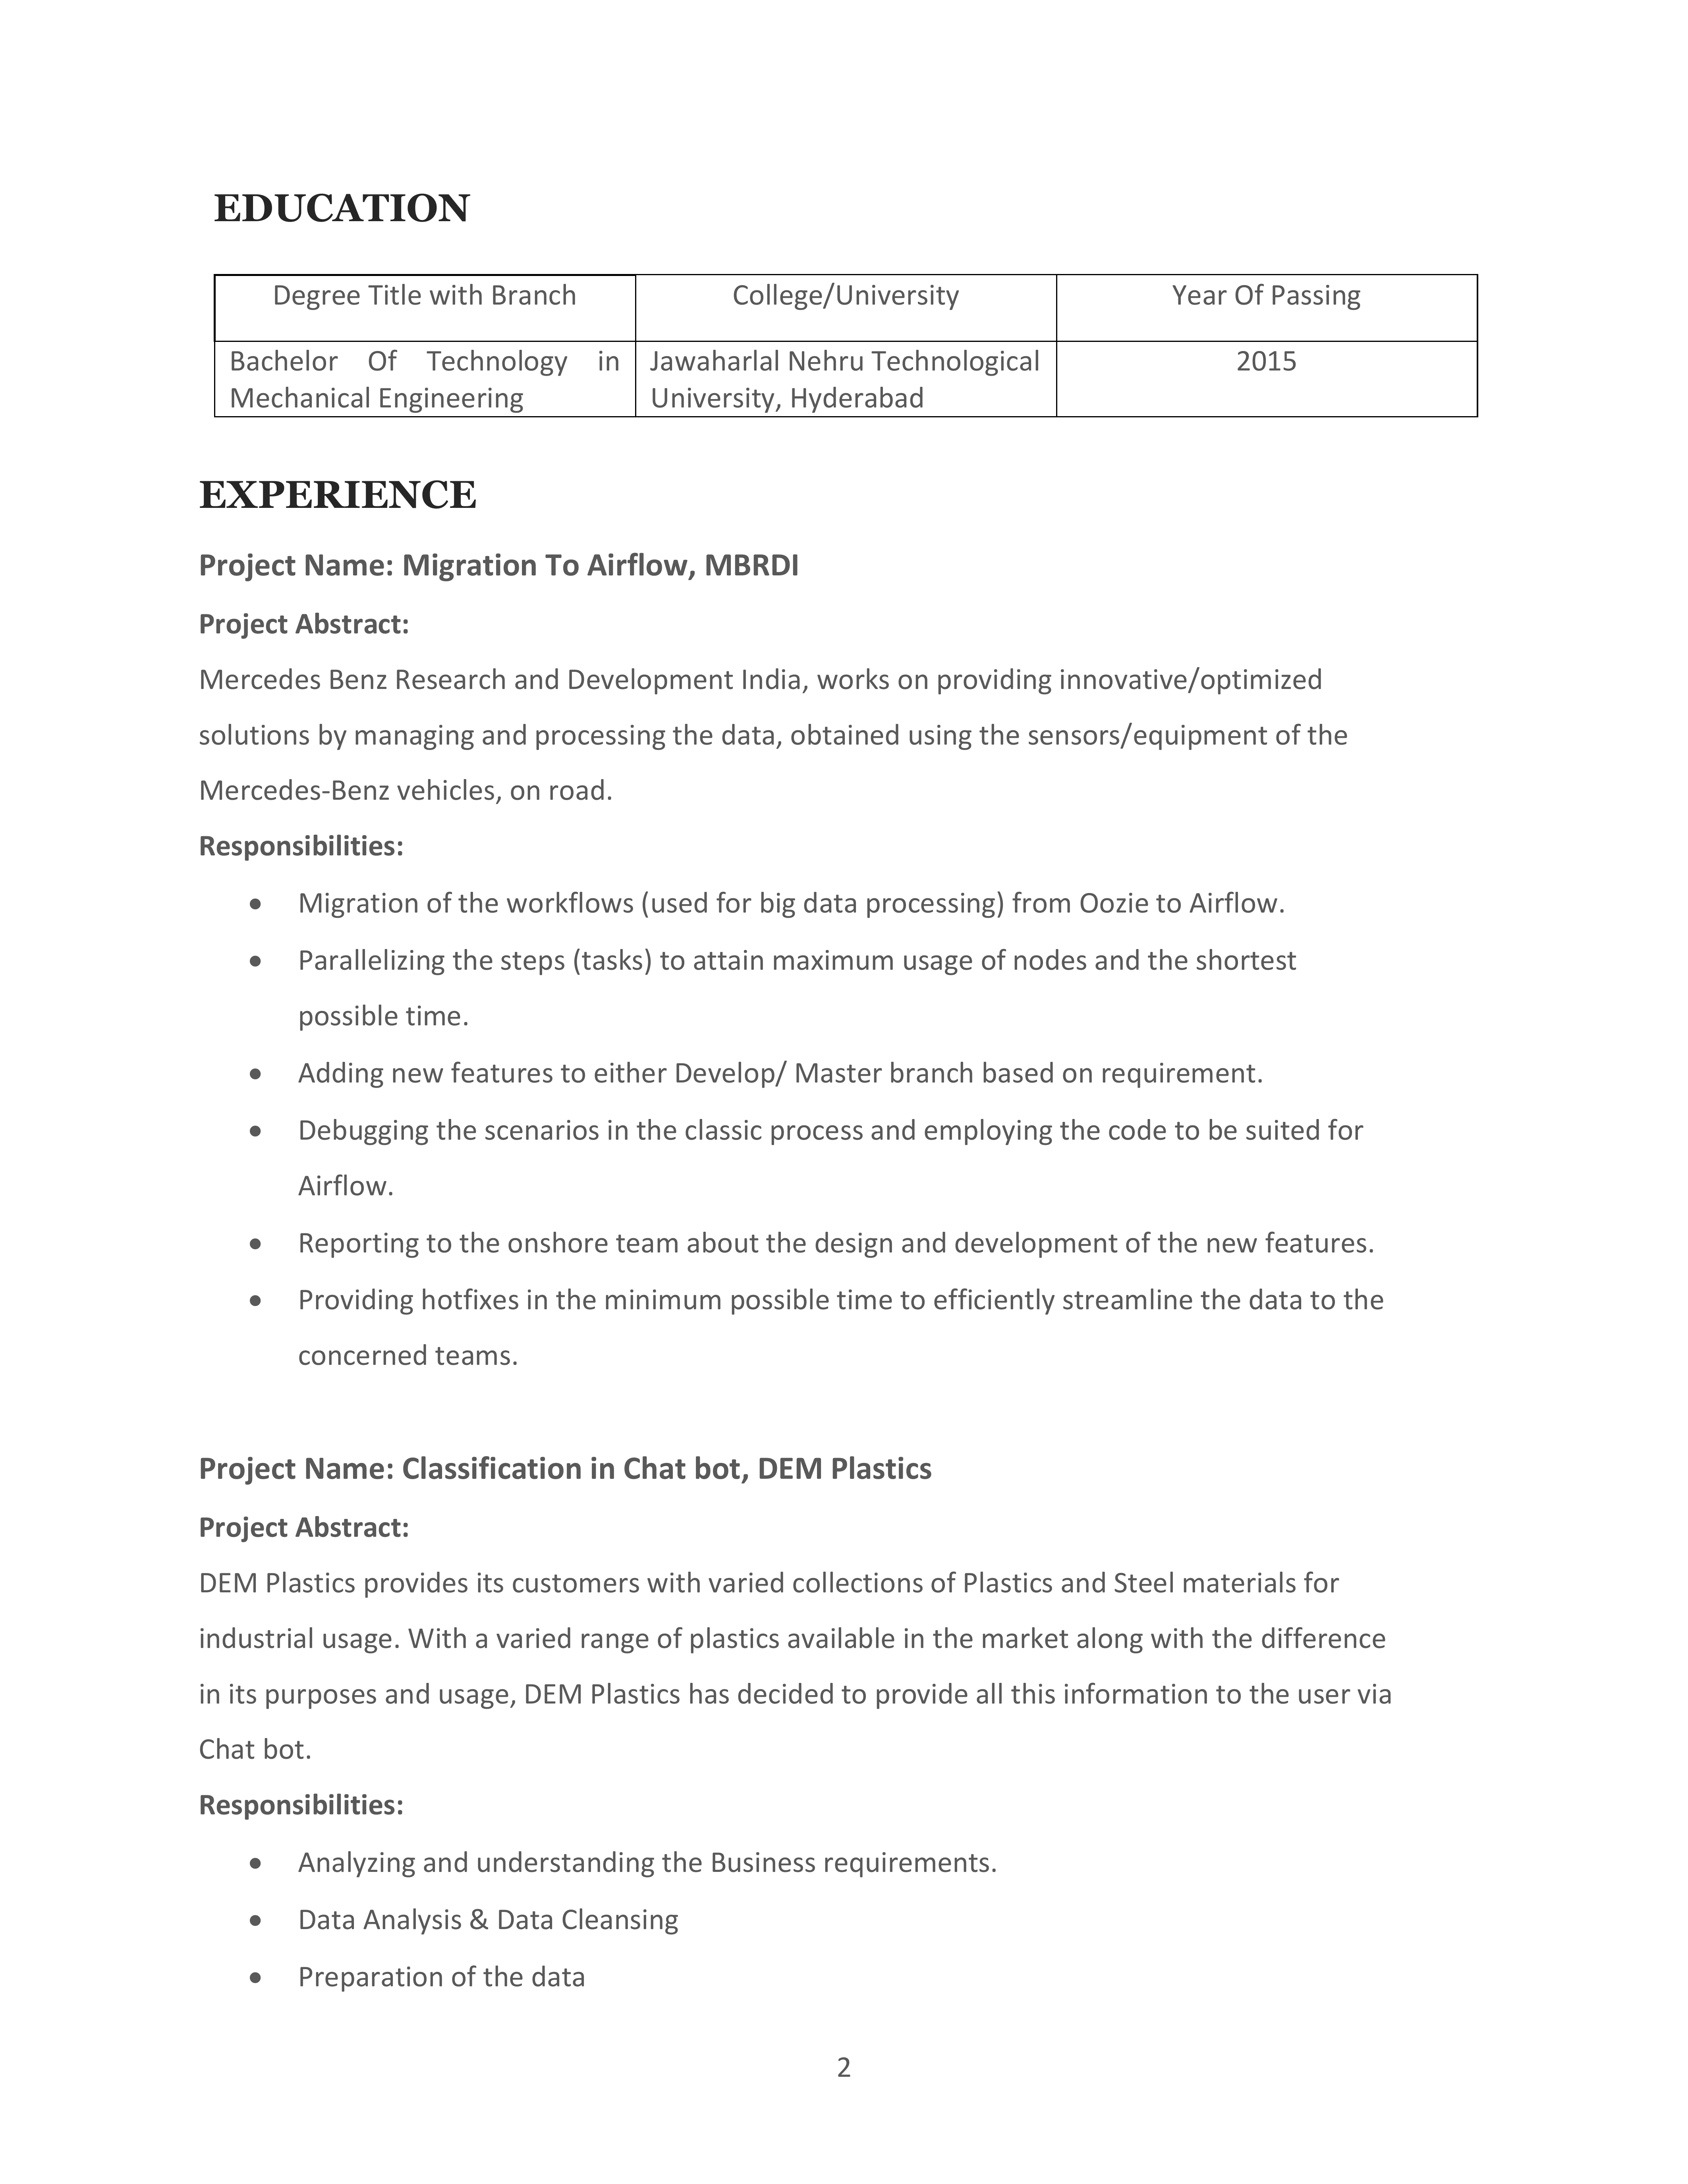 EDUCATION
Degree Title with Branch College/University Year Of Passing
Bachelor Of Technology in Jawaharlal Nehru Technological 2015
Mechanical Engineering University, Hyderabad
EXPERIENCE
Project Name: Migration To Airflow, MBRDI
Project Abstract:
Mercedes Benz Research and Development India, works on providing innovative/optimized
solutions by managing and processing the data, obtained using the sensors/equipment of the
Mercedes-Benz vehicles, on road.
Responsibilities:
• Migration of the workflows (used for big data processing) from Oozie to Airflow.
• Parallelizing the steps (tasks) to attain maximum usage of nodes and the shortest
possible time.
• Adding new features to either Develop/ Master branch based on requirement.
• Debugging the scenarios in the classic process and employing the code to be suited for
Airflow.
• Reporting to the onshore team about the design and development of the new features.
• Providing hotfixes in the minimum possible time to efficiently streamline the data to the
concerned teams.
Project Name: Classification in Chat bot, DEM Plastics
Project Abstract:
DEM Plastics provides its customers with varied collections of Plastics and Steel materials for
industrial usage. With a varied range of plastics available in the market along with the difference
in its purposes and usage, DEM Plastics has decided to provide all this information to the user via
Chat bot.
Responsibilities:
• Analyzing and understanding the Business requirements.
• Data Analysis & Data Cleansing
• Preparation of the data
2